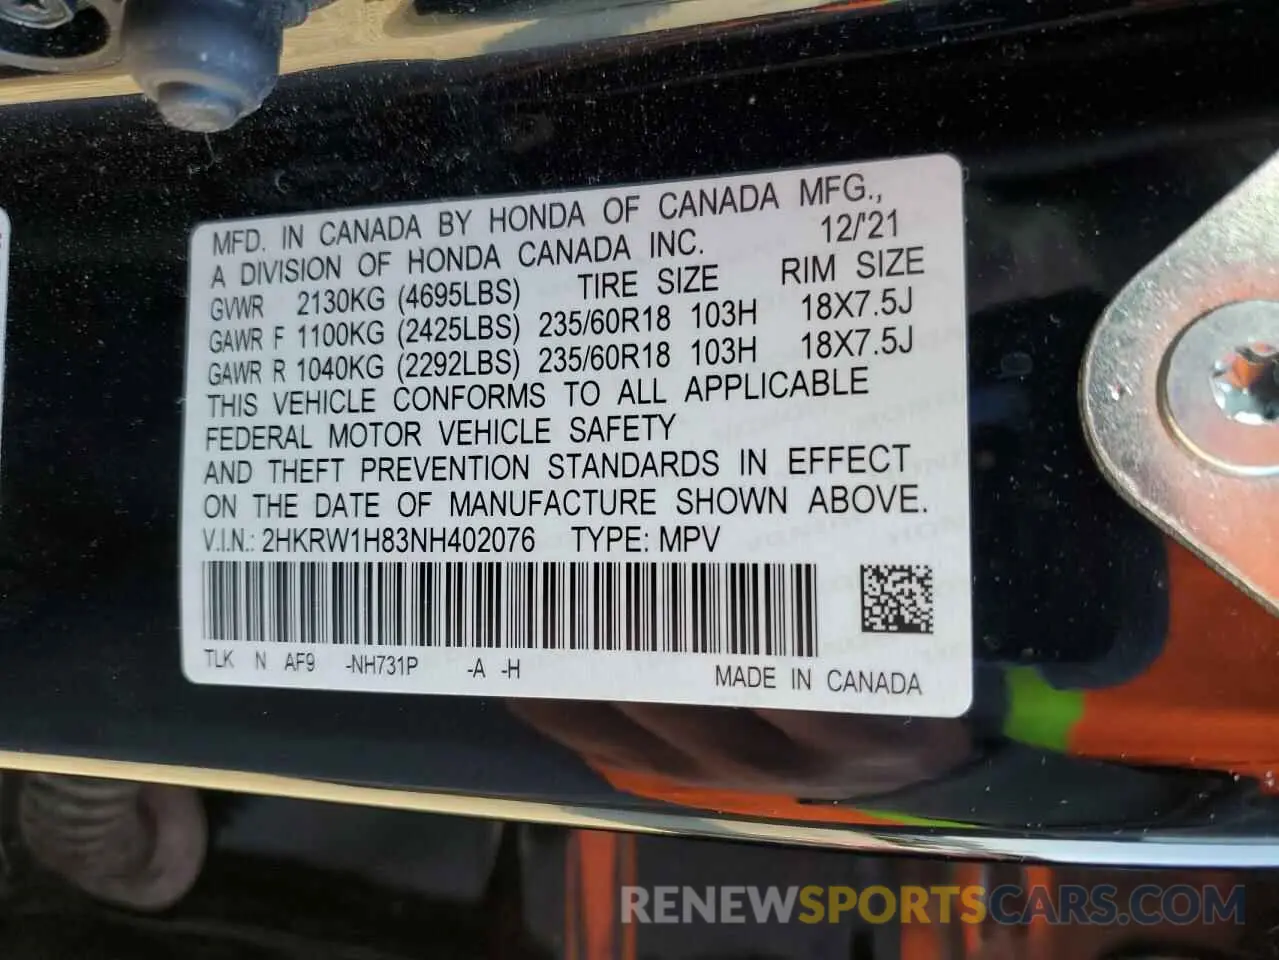 MFD. IN CANADA BY HONDA OF CANADA MFG.,
A DIVISION OF HONDA CANADA INC. 12/'21
GVWR 2130KG (4695LBS) TIRE SIZE RIM SIZE
GAWR F 1100KG (2425LBS) 235/60R18 103H 18X7.5J
GAWR R 1040KG (2292LBS) 235/60R18 103H 18X7.5J
THIS VEHICLE CONFORMS TO ALL APPLICABLE
FEDERAL MOTOR VEHICLE SAFETY
AND THEFT PREVENTION STANDARDS IN EFFECT
ON THE DATE OF MANUFACTURE SHOWN ABOVE.
V.I.N.: 2HKRW1H83NH402076 TYPE: MPV
TLK N AF9 -NH731P -A -H
MADE IN CANADA
RENEWSPORTSCARS.COM